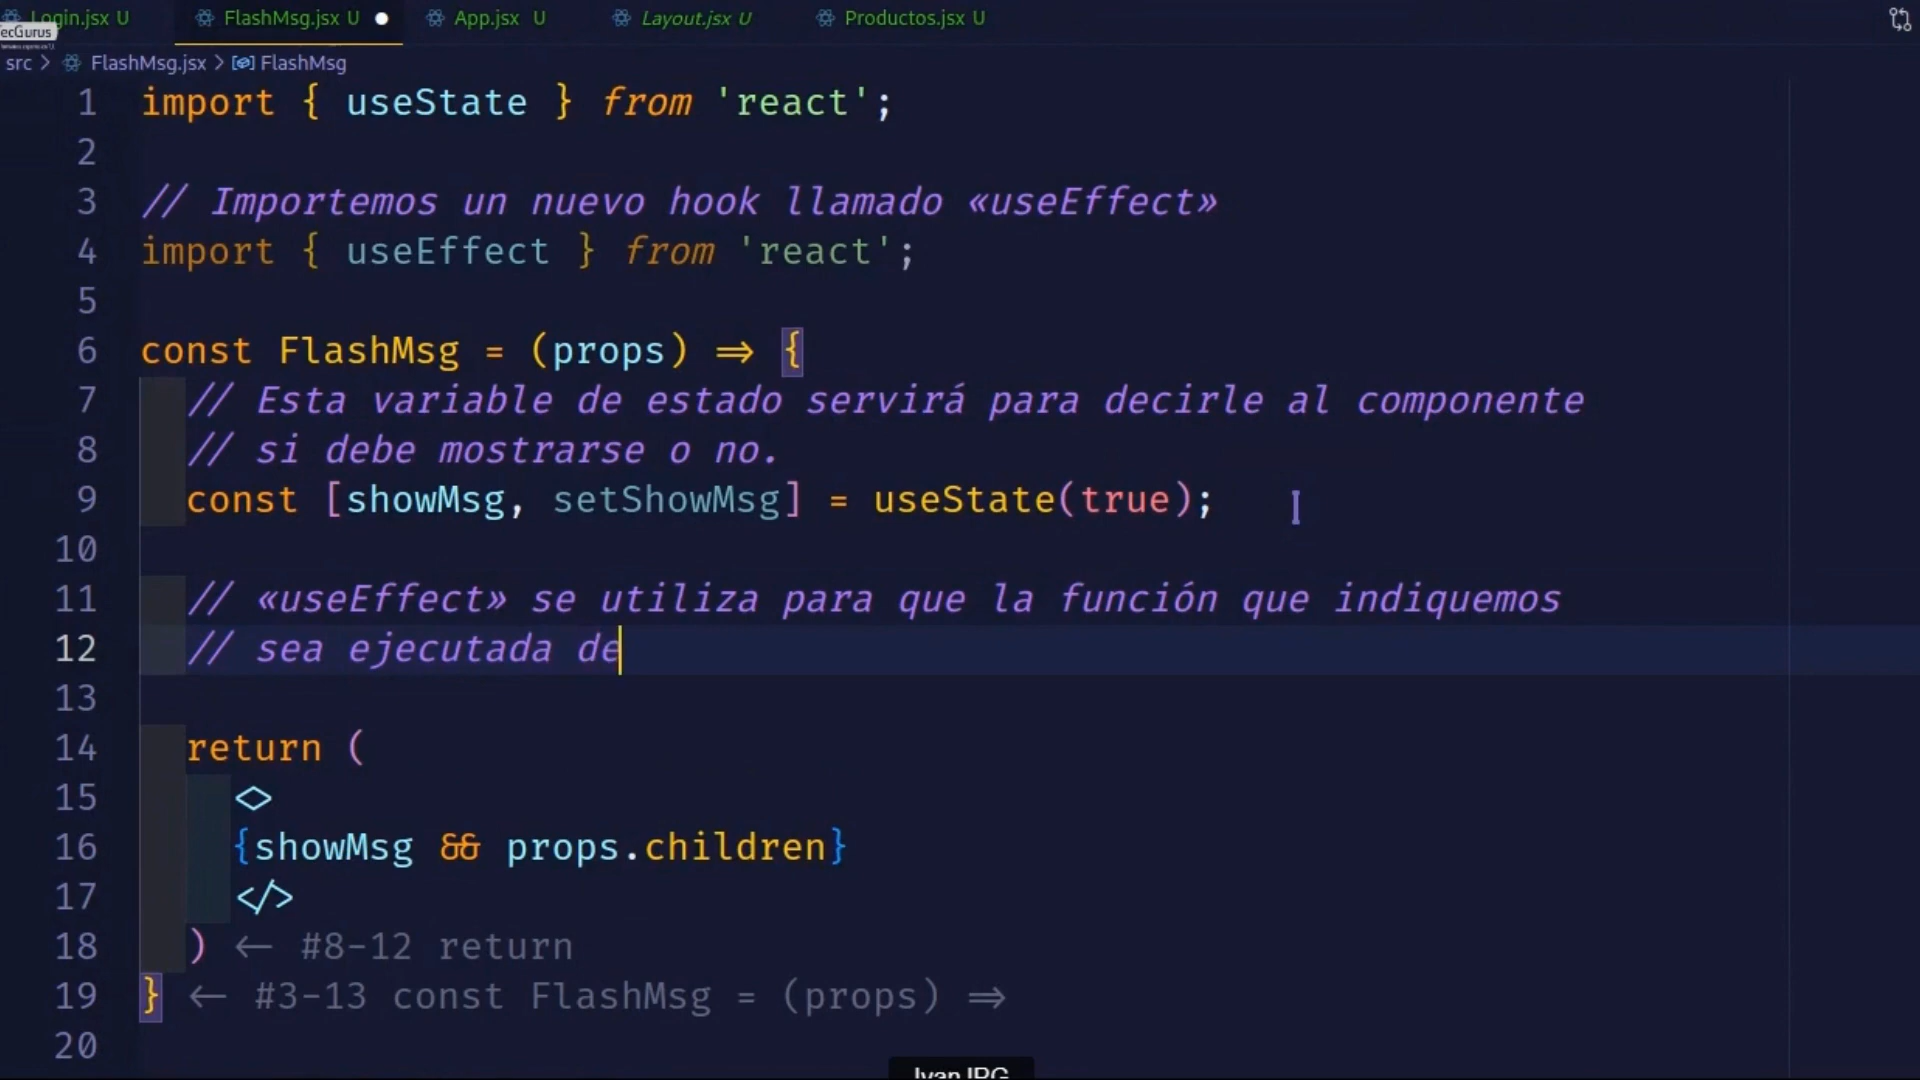 Login.jsx U FlashMsg.jsx U App.jsx U Layout.jsx U Productos.jsx U
ecGurus
src > FlashMsg.jsx > FlashMsg
1 import { useState } from 'react';
2
3 // Importemos un nuevo hook llamado «useEffect»
4 import { useEffect } from 'react';
5
6 const FlashMsg = (props) => {
7 // Esta variable de estado servirá para decirle al componente
8 // si debe mostrarse o no.
9 const [showMsg, setShowMsg] = useState(true);
10
11 // «useEffect» se utiliza para que la función que indiquemos
12 // sea ejecutada de
13
14 return (
15 <>
16 {showMsg && props.children}
17 </>
18 ) <- #8-12 return
19 } <- #3-13 const FlashMsg = (props) =>
20
Ivan IRG